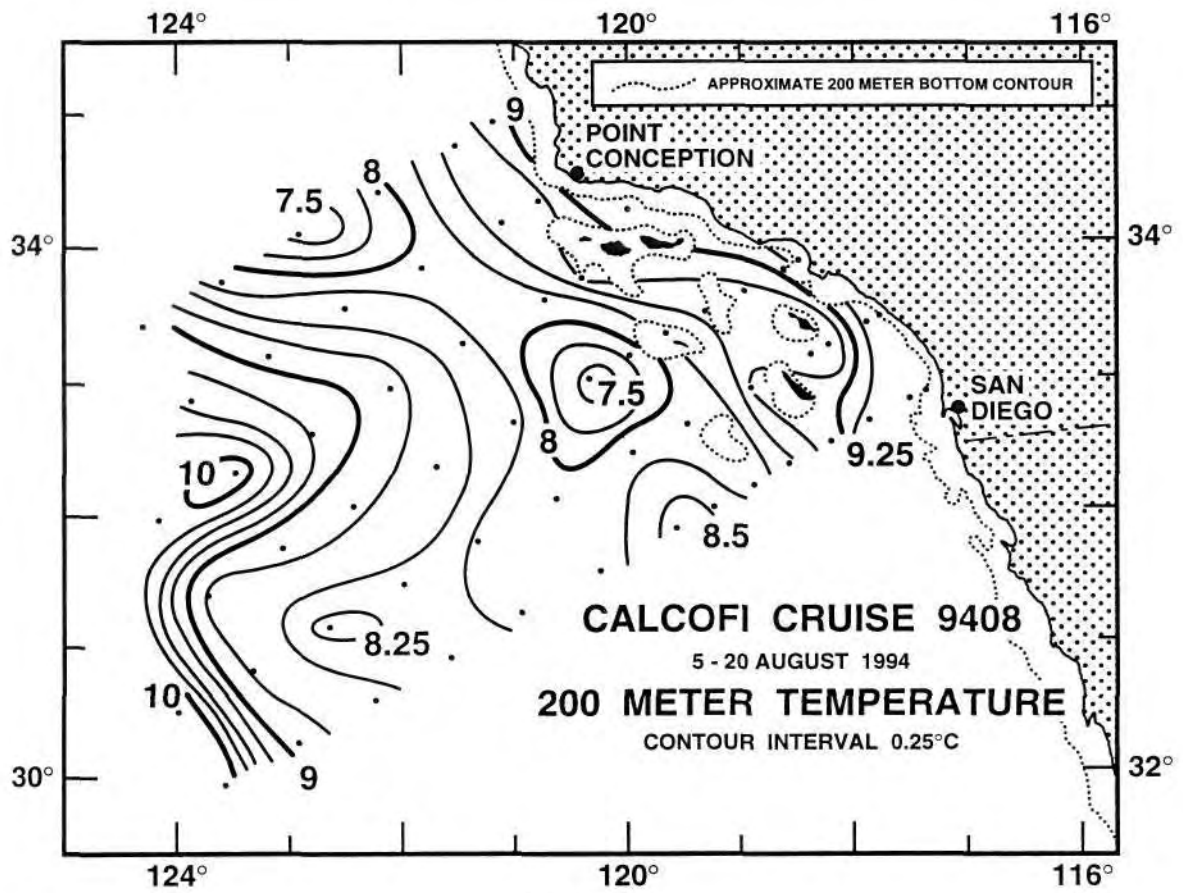 124° 120° 116°
APPROXIMATE 200 METER BOTTOM CONTOUR
9
POINT
CONCEPTION
8
7.5
34° 34°
7.5
8
SAN
DIEGO
9.25
10
8.5
CALCOFI CRUISE 9408
8.25
5 - 20 AUGUST 1994
10
200 METER TEMPERATURE
CONTOUR INTERVAL 0.25°C
9
30° 32°
124° 120° 116°